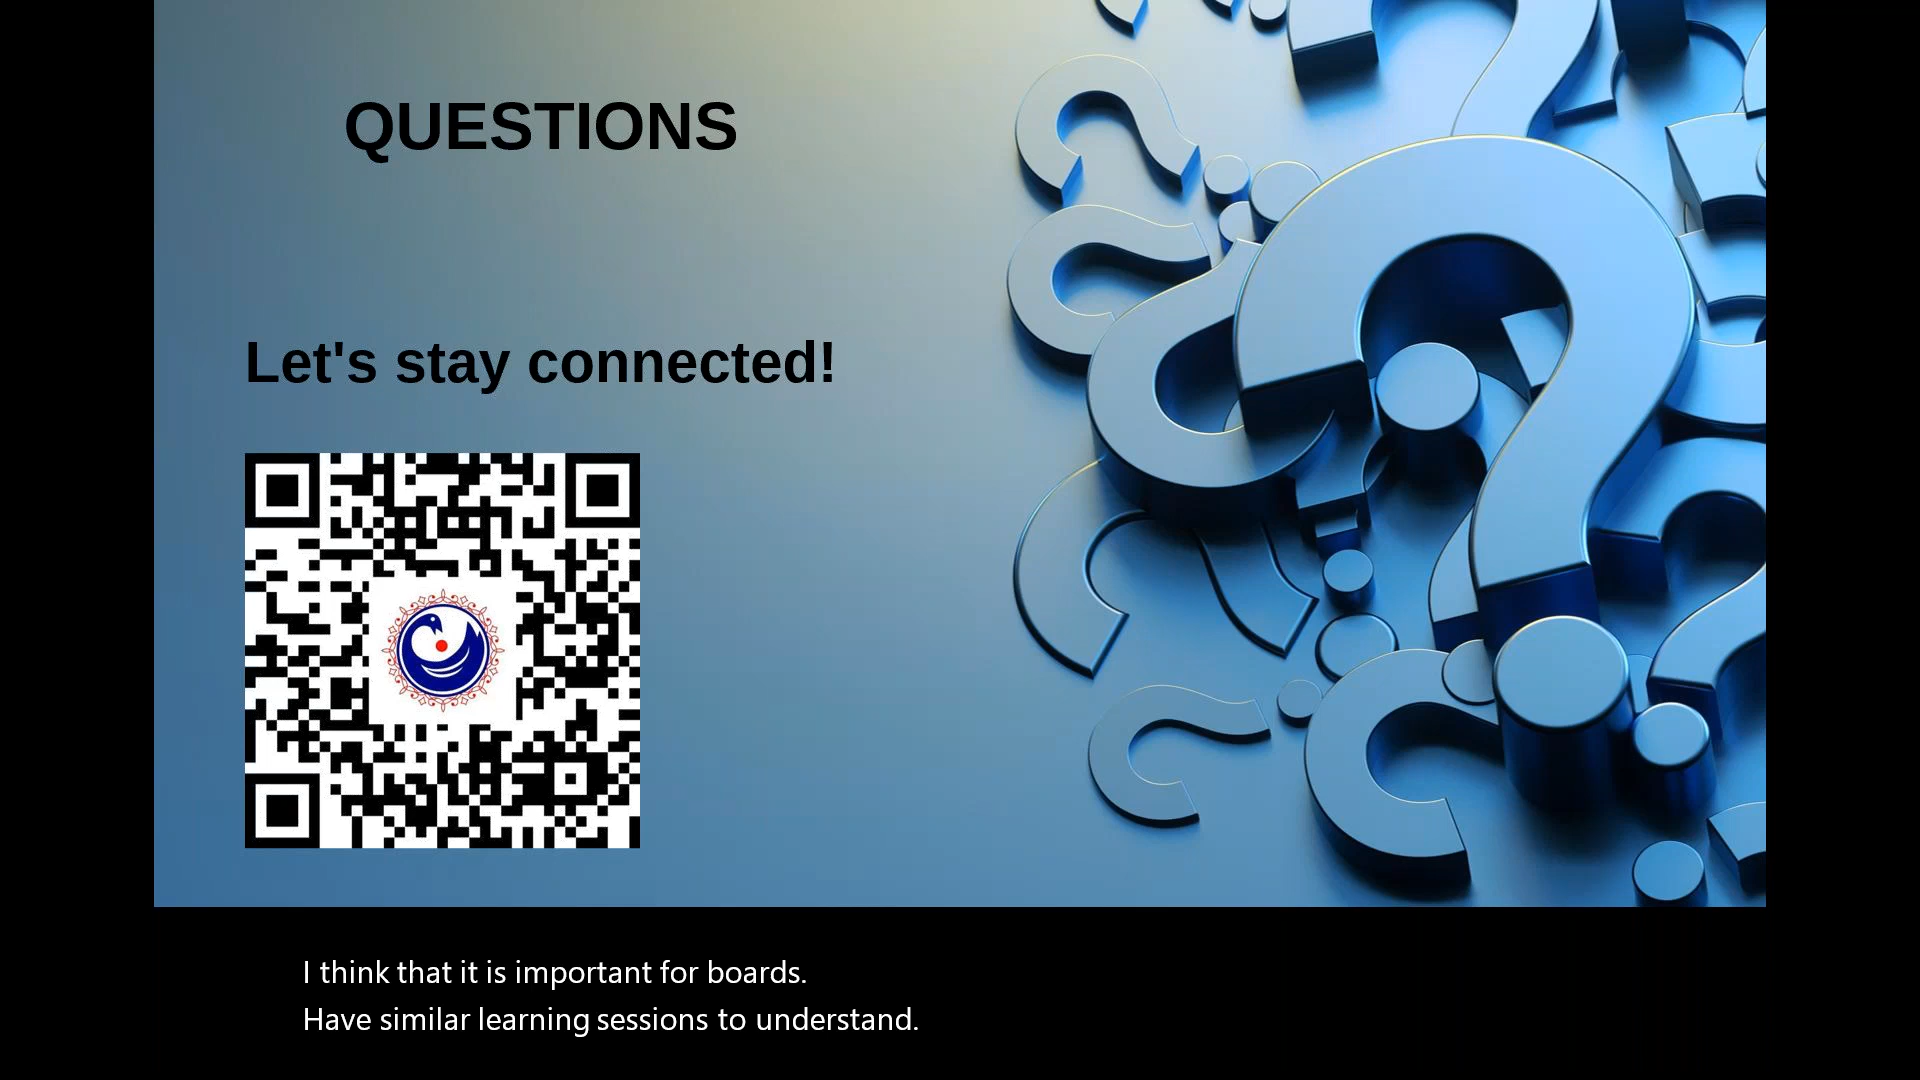 QUESTIONS
Let's stay connected!
I think that it is important for boards.
Have similar learning sessions to understand.